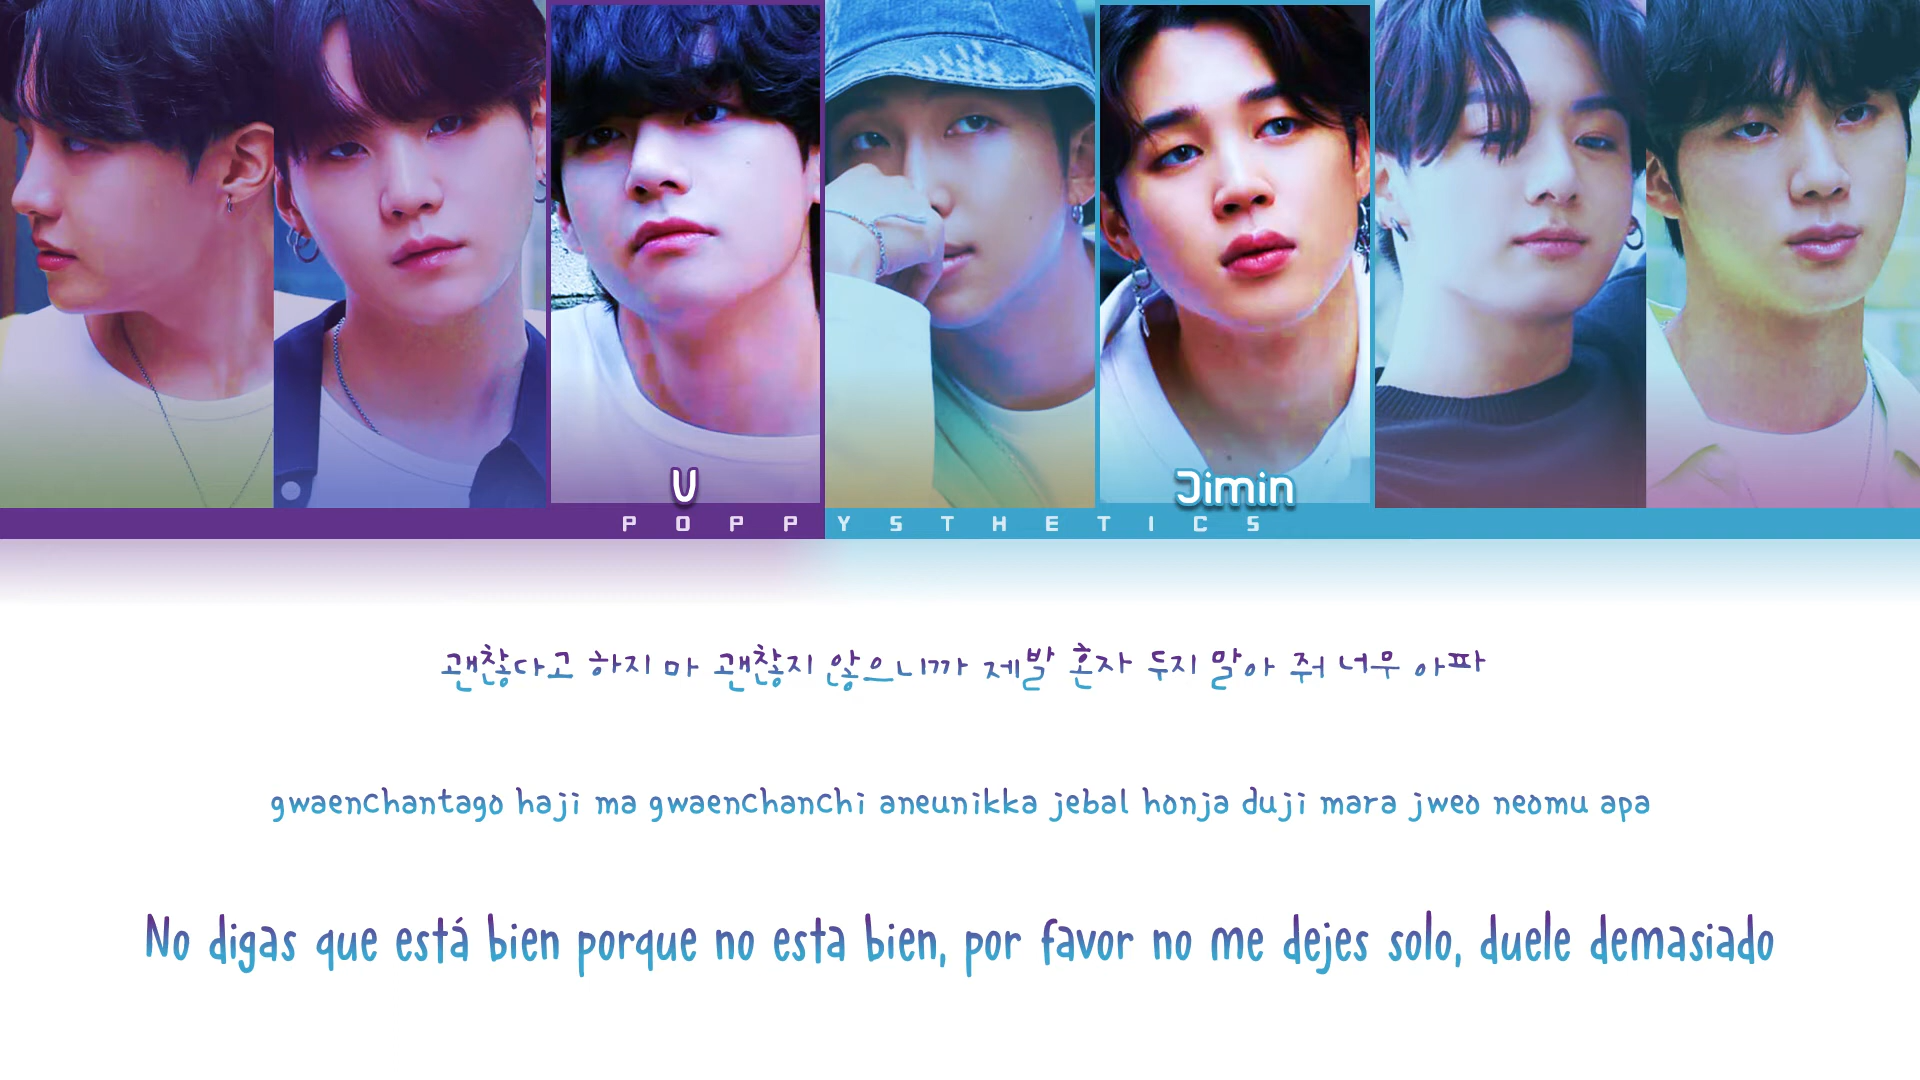 V
Jimin
POPPYSTHETICS
괜찮다고 하지 마 괜찮지 않으니까 제발 혼자 두지 말아 줘 너무 아파
gwaenchantago haji ma gwaenchanchi aneunikka jebal honja duji mara jweo neomu apa
No digas que está bien porque no esta bien, por favor no me dejes solo, duele demasiado